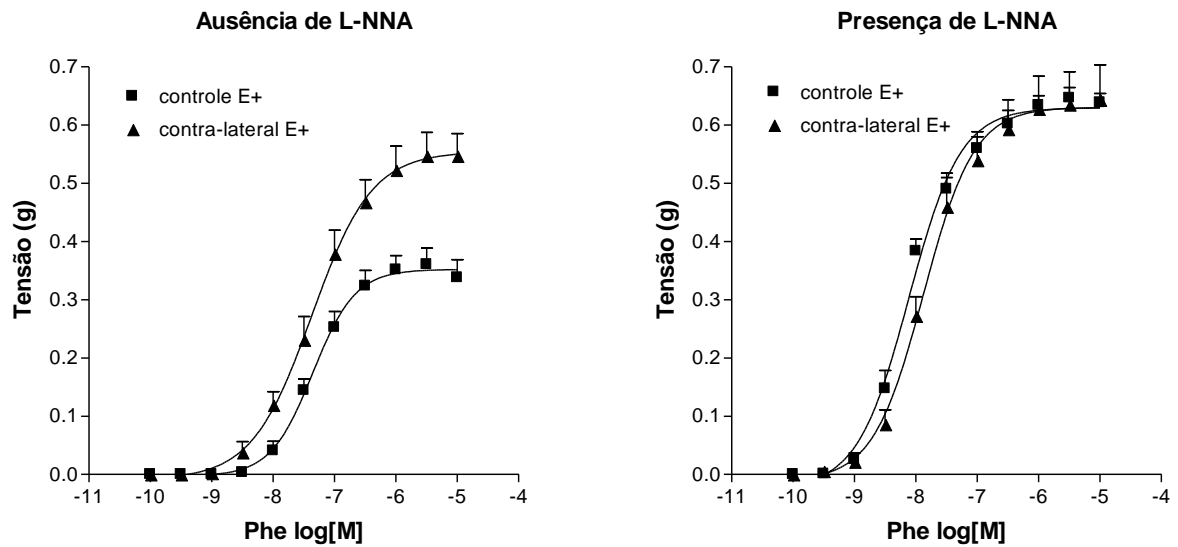 Ausência de L-NNA
0.7
0.6
0.5
0.4
0.3
0.2
0.1
0.0
Tensão (g)
controle E+
contra-lateral E+
-11 -10 -9 -8 -7 -6 -5 -4
Phe log[M]
Presença de L-NNA
0.7
0.6
0.5
0.4
0.3
0.2
0.1
0.0
Tensão (g)
controle E+
contra-lateral E+
-11 -10 -9 -8 -7 -6 -5 -4
Phe log[M]